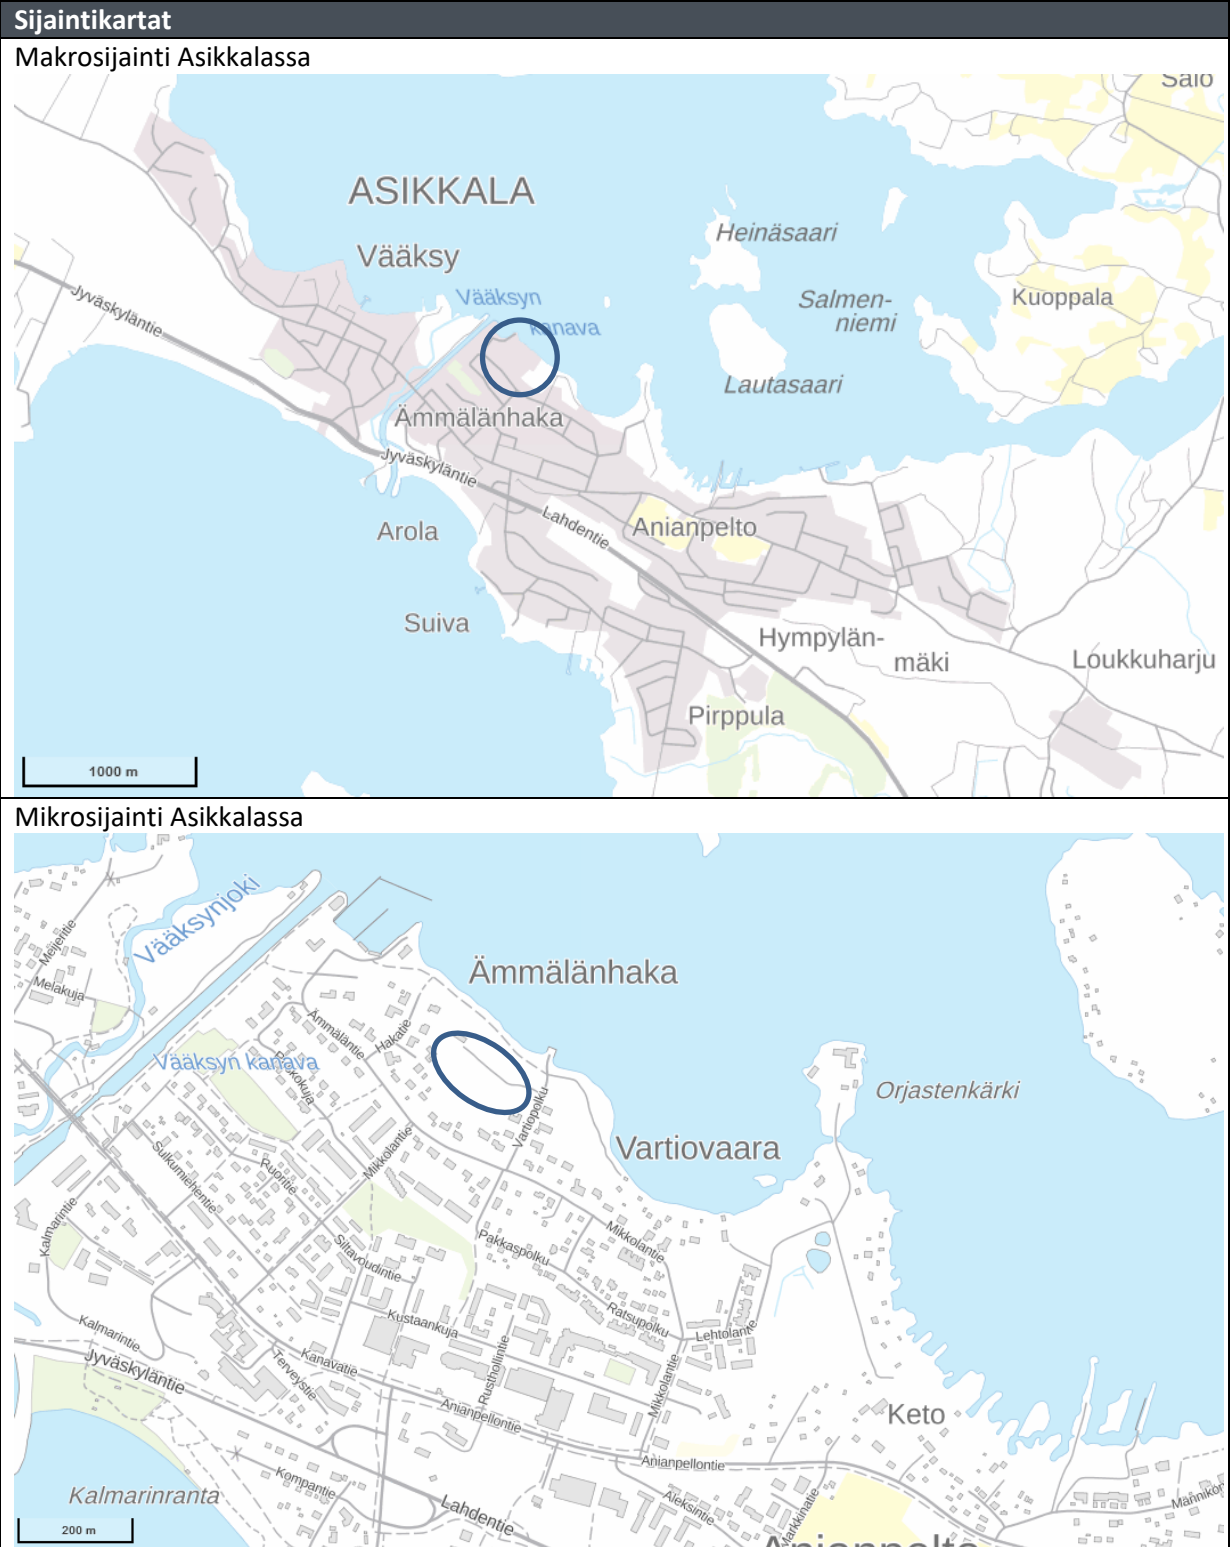 Sijaintikartat
Makrosijainti Asikkalassa
Salo
ASIKKALA
Vääksy
Heinäsaari
Vääksyn
kanava
Salmen-
niemi
Kuoppala
Jyväskyläntie
Lautasaari
Ämmälänhaka
Jyväskyläntie
Lahdentie
Anianpelto
Arola
Suiva
Hympylän-
mäki
Loukkuharju
Pirppula
1000 m
Mikrosijainti Asikkalassa
Vääksynjoki
Meijeritie
Melakuja
Ämmälänhaka
Ämmäläntie
Hakatie
Vääksyn kanava
Orjastenkärki
Vartiopolku
Vartiovaara
Mikkolantie
Sulkumiehentie
Ruoritie
Kalmarintie
Siltavoudintie
Pakkaspolku
Mikkolantie
Ratsupolku
Lehtolantie
Kustaankuja
Kalmarintie
Jyväskyläntie
Kanavatie
Terveystie
Rusthollintie
Mikkolantie
Anianpellontie
Keto
Anianpellontie
Kompantie
Kalmarinranta
Lahdentie
Aleksintie
200 m